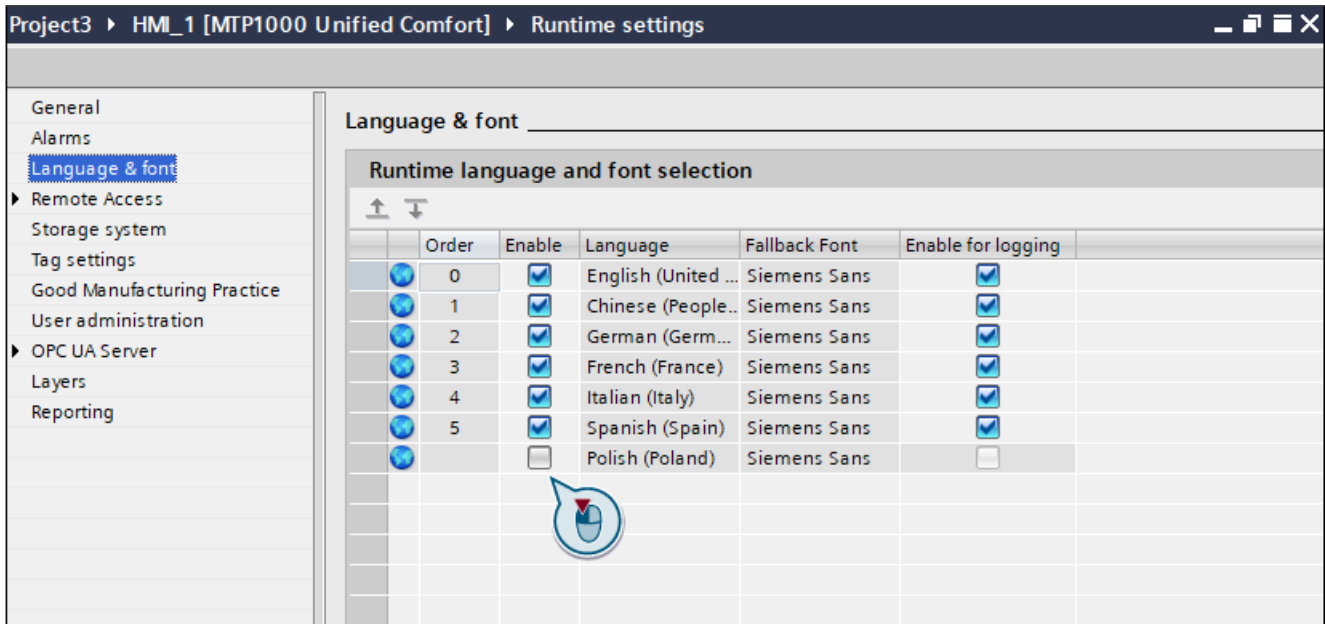 Project3 ▸ HMI_1 [MTP1000 Unified Comfort] ▸ Runtime settings
General
Alarms
Language & font
Remote Access
Storage system
Tag settings
Good Manufacturing Practice
User administration
OPC UA Server
Layers
Reporting
Language & font
Runtime language and font selection
Order Enable Language Fallback Font Enable for logging
0 English (United ... Siemens Sans
1 Chinese (People... Siemens Sans
2 German (Germ... Siemens Sans
3 French (France) Siemens Sans
4 Italian (Italy) Siemens Sans
5 Spanish (Spain) Siemens Sans
Polish (Poland) Siemens Sans